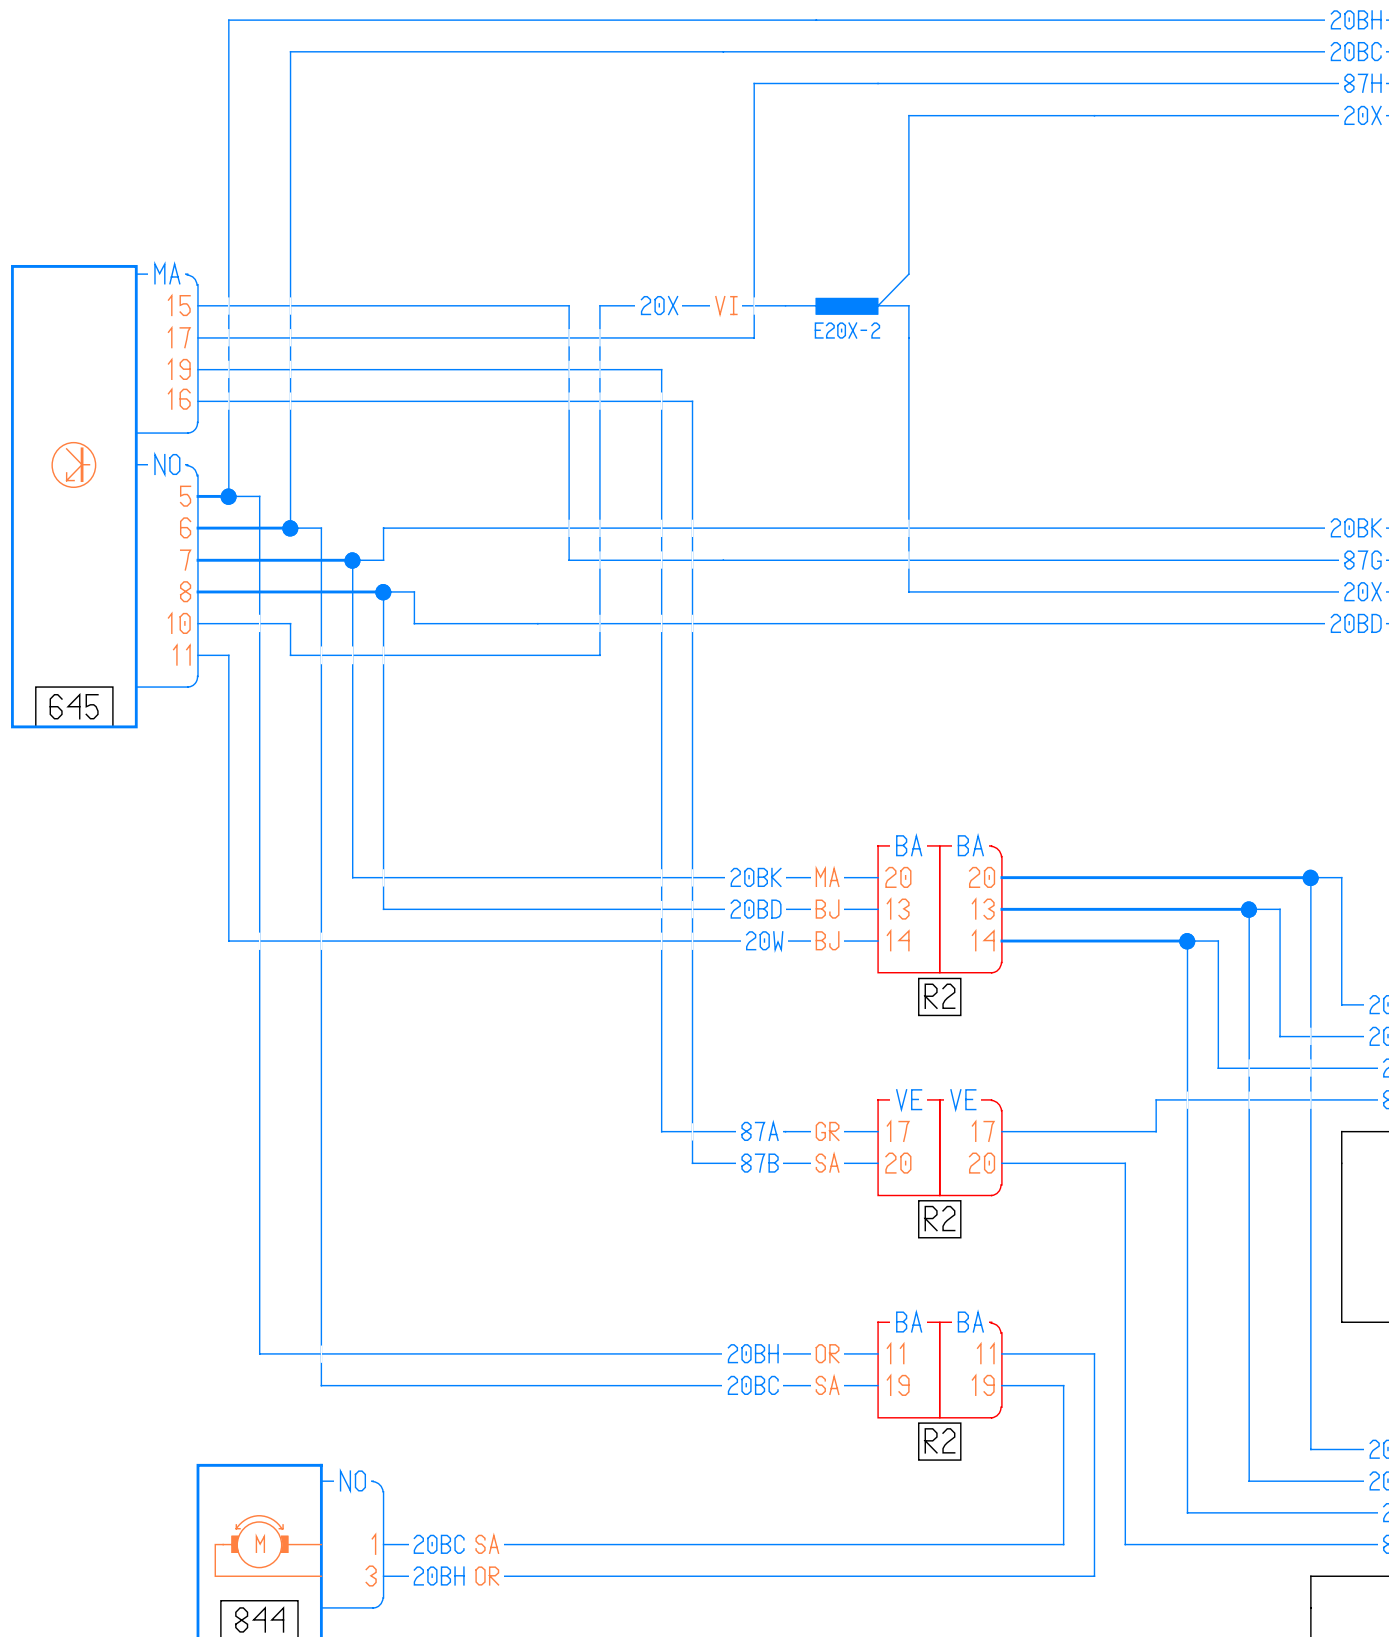 20BH
20BC
87H
20X
MA
15
20X VI
E20X-2
17
19
16
NO
5
6
20BK
7
87G
8
20X
10
20BD
11
645
BA BA
20BK MA 20 20
20BD BJ 13 13
20W BJ 14 14
R2
VE VE
87A GR 17 17
87B SA 20 20
R2
BA BA
20BH OR 11 11
20BC SA 19 19
R2
NO
M
1 20BC SA
3 20BH OR
844